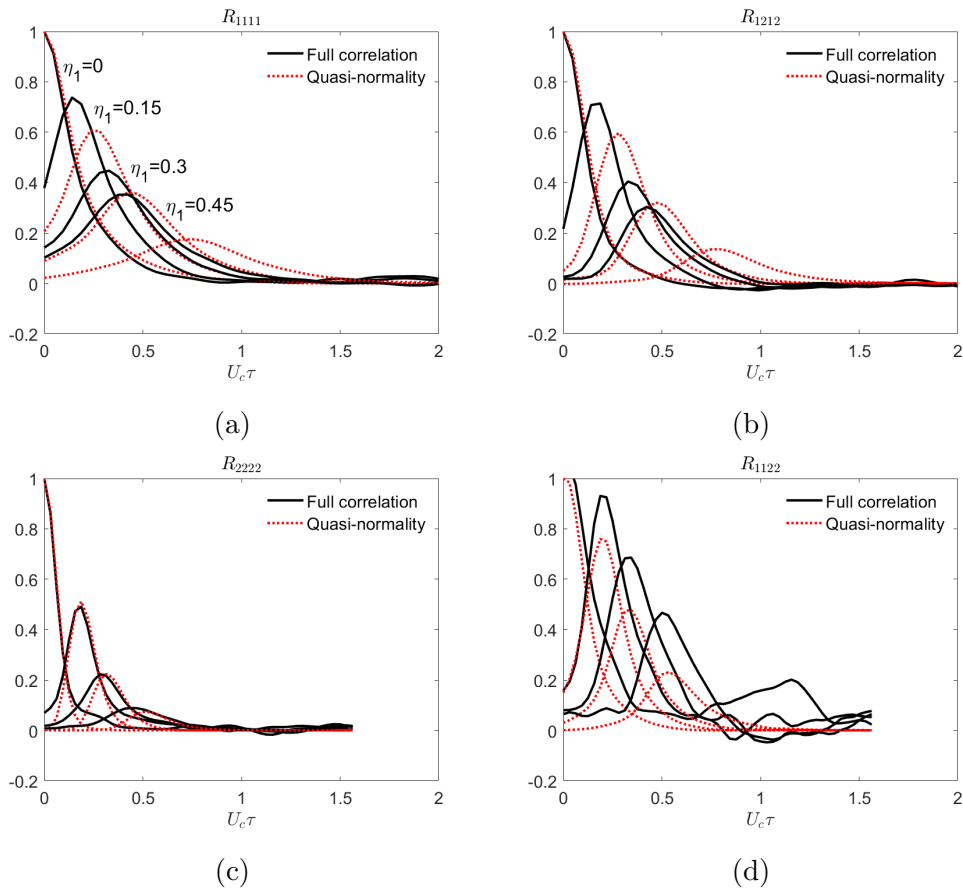 R₁₁₁₁
1
0.8
0.6
0.4
0.2
0
-0.2
0
0.5
1
1.5
2
U_cτ
Full correlation
Quasi-normality
η₁=0
η₁=0.15
η₁=0.3
η₁=0.45
(a)
R₁₂₁₂
1
0.8
0.6
0.4
0.2
0
-0.2
0
0.5
1
1.5
2
U_cτ
Full correlation
Quasi-normality
(b)
R₂₂₂₂
1
0.8
0.6
0.4
0.2
0
-0.2
0
0.5
1
1.5
2
U_cτ
Full correlation
Quasi-normality
(c)
R₁₁₂₂
1
0.8
0.6
0.4
0.2
0
-0.2
0
0.5
1
1.5
2
U_cτ
Full correlation
Quasi-normality
(d)